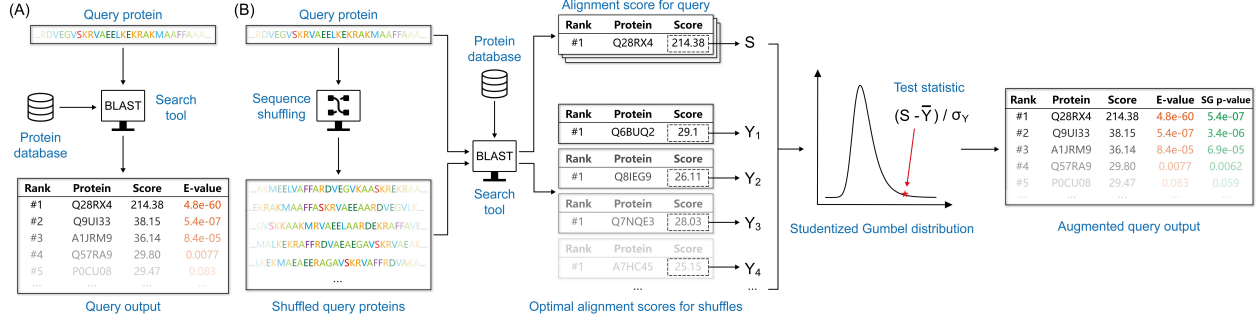 (A)
Query protein
...RDVEGVSKRVAEELKEKRAKMAAFFAAA...
BLAST
Search
tool
Protein
database
Rank Protein Score E-value
#1 Q28RX4 214.38 4.8e-60
#2 Q9UI33 38.15 5.4e-07
#3 A1JRM9 36.14 8.4e-05
#4 Q57RA9 29.80 0.0077
#5 P0CU08 29.47 0.083
...
Query output
(B)
Query protein
...RDVEGVSKRVAEELKEKRAKMAAFFAAA...
Sequence
shuffling
...AKMEELVAFFARDVEGVKAASKREKRAA...
...EKRAKMAAFFASKRVAEEAARDVEGVLK...
...GVSKKAAKMRVAEELAARDEKRAFFAVE...
...MALKEKRAFFRDVAEAEGAVSKRVAEAK...
...LKEKMAEAEERAGAVSKRVAFFRDVAKA...
...
Shuffled query proteins
Protein
database
BLAST
Search
tool
Alignment score for query
Rank Protein Score
#1 Q28RX4 214.38
S
Rank Protein Score
#1 Q6BUQ2 29.1
Y1
Rank Protein Score
#1 Q8IEG9 26.11
Y2
Rank Protein Score
#1 Q7NQE3 28.03
Y3
Rank Protein Score
#1 A7HC45 25.15
Y4
... ...
Optimal alignment scores for shuffles
Test statistic
(S - Y̅) / σY
*
Studentized Gumbel distribution
Rank Protein Score E-value SG p-value
#1 Q28RX4 214.38 4.8e-60 5.4e-07
#2 Q9UI33 38.15 5.4e-07 3.4e-06
#3 A1JRM9 36.14 8.4e-05 6.9e-05
#4 Q57RA9 29.80 0.0077 0.0062
#5 P0CU08 29.47 0.083 0.059
... ... ... ... ...
Augmented query output